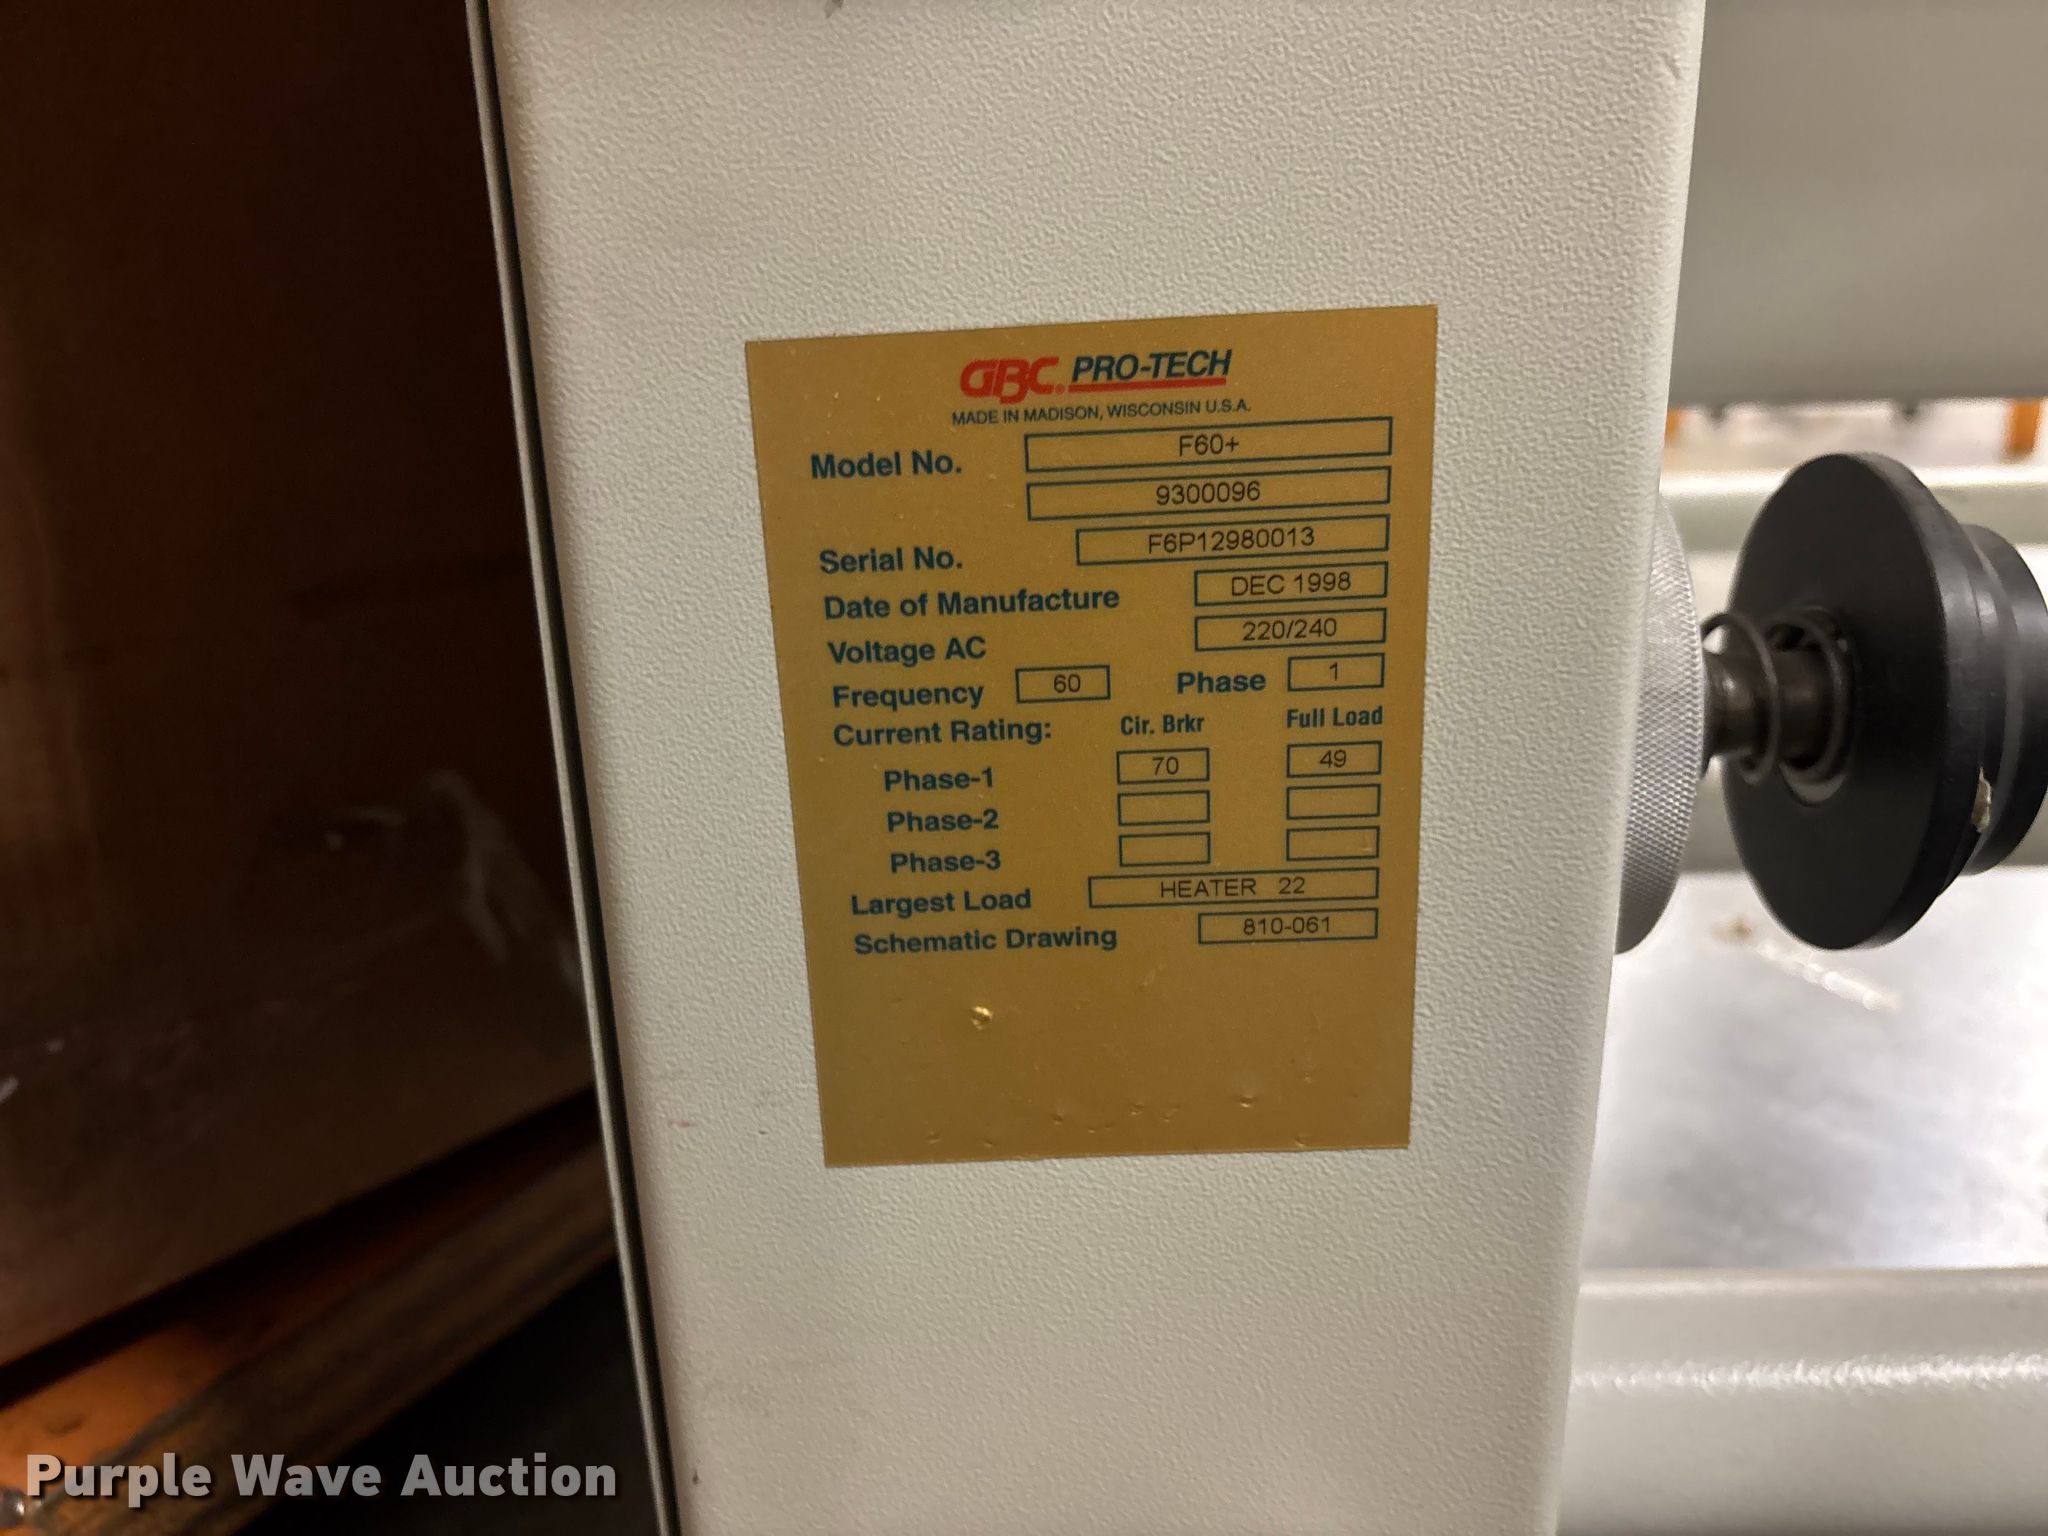 GBC® PRO-TECH
MADE IN MADISON, WISCONSIN U.S.A.
Model No. F60+
9300096
Serial No. F6P12980013
Date of Manufacture DEC 1998
Voltage AC 220/240
Frequency 60 Phase 1
Current Rating: Cir. Brkr Full Load
Phase-1 70 49
Phase-2
Phase-3
Largest Load HEATER 22
Schematic Drawing 810-061
Purple Wave Auction